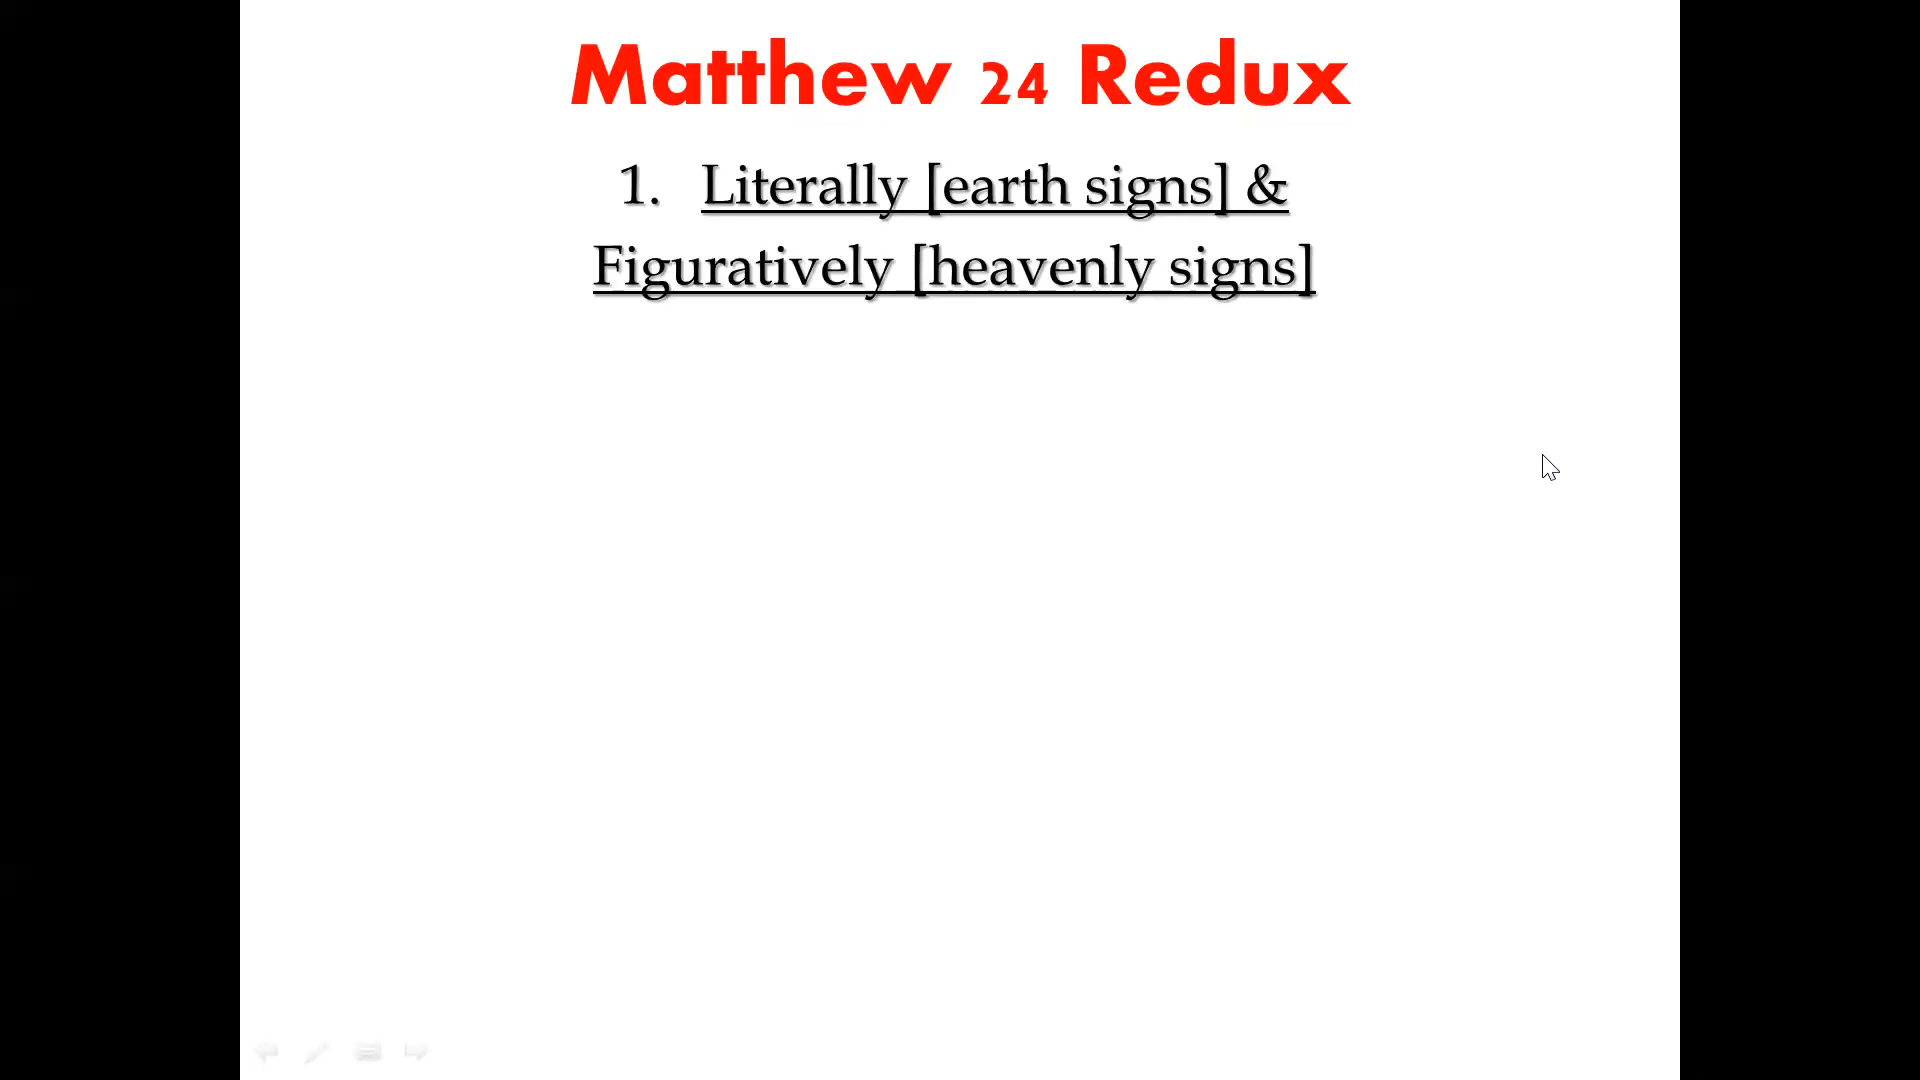 Matthew 24 Redux
1. Literally [earth signs] &
Figuratively [heavenly signs]